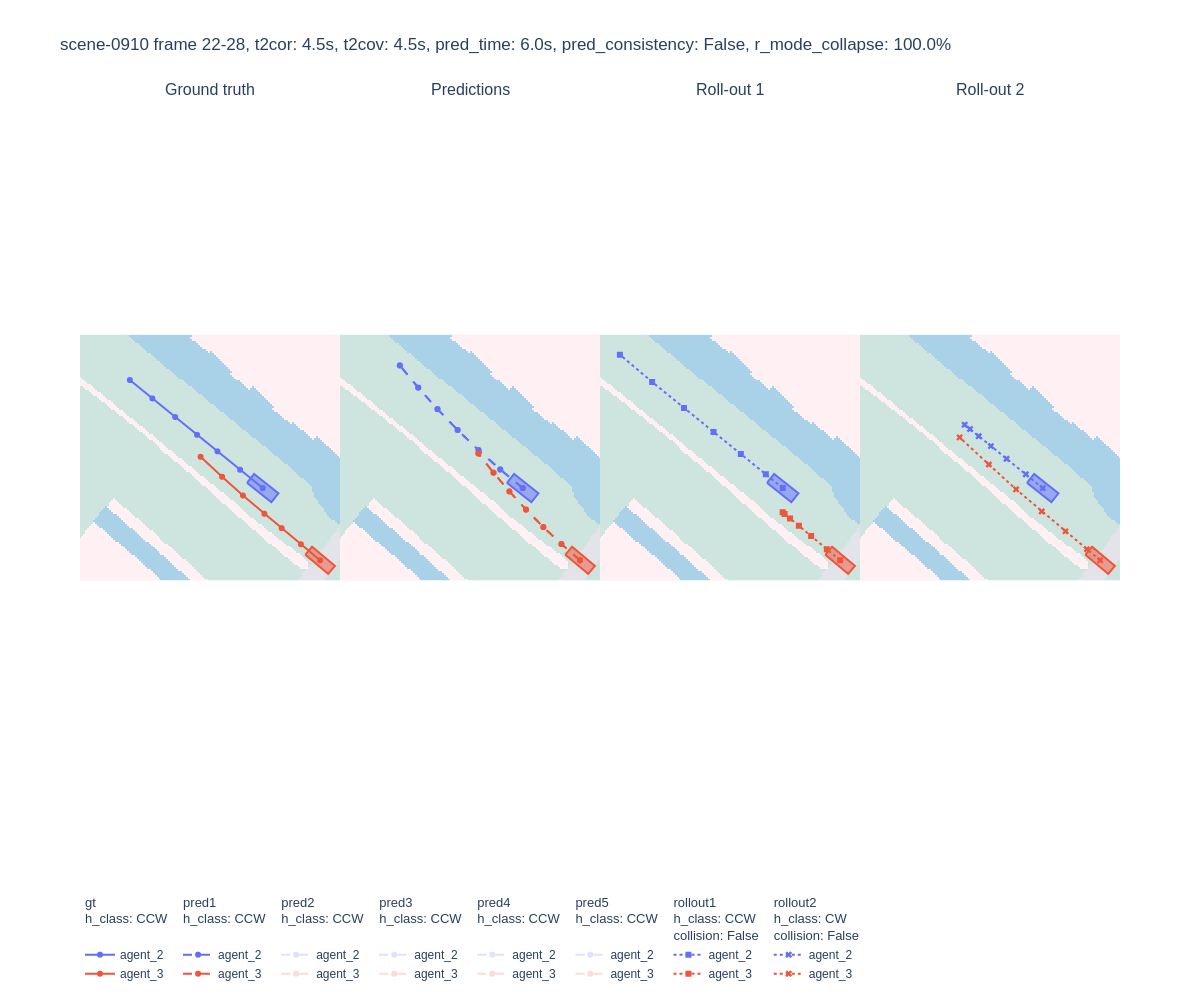 scene-0910 frame 22-28, t2cor: 4.5s, t2cov: 4.5s, pred_time: 6.0s, pred_consistency: False, r_mode_collapse: 100.0%
Ground truth
Predictions
Roll-out 1
Roll-out 2
gt
h_class: CCW
agent_2
agent_3
pred1
h_class: CCW
agent_2
agent_3
pred2
h_class: CCW
agent_2
agent_3
pred3
h_class: CCW
agent_2
agent_3
pred4
h_class: CCW
agent_2
agent_3
pred5
h_class: CCW
agent_2
agent_3
rollout1
h_class: CW
collision: False
agent_2
agent_3
rollout2
h_class: CW
collision: False
agent_2
agent_3